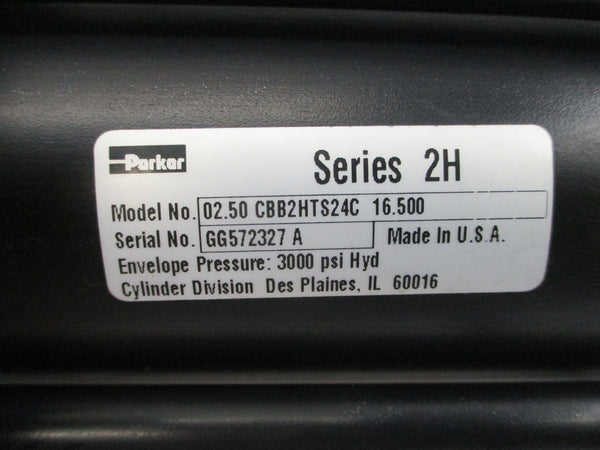 Parker
Series 2H
Model No. 02.50 CBB2HTS24C 16.500
Serial No. GG572327 A Made in U.S.A.
Envelope Pressure: 3000 psi Hyd
Cylinder Division Des Plaines, IL 60016